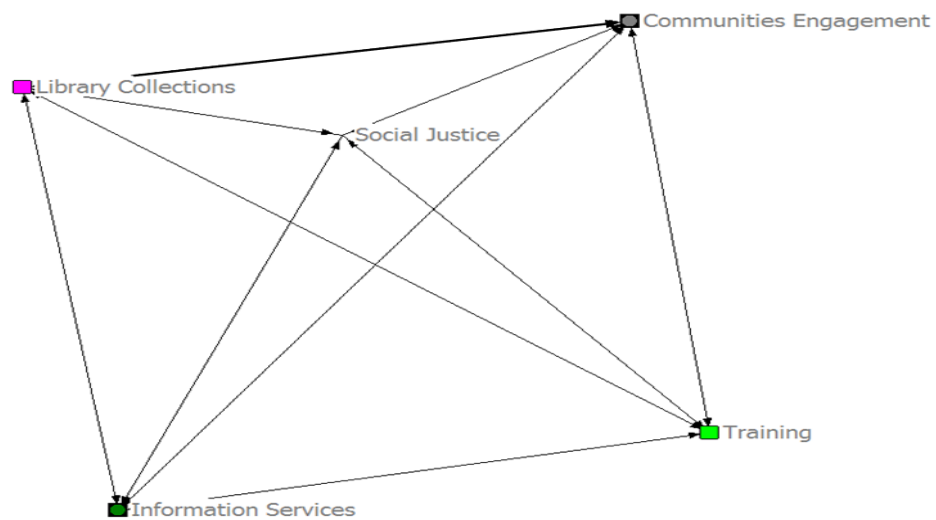 Communities Engagement
Library Collections
Social Justice
Training
Information Services